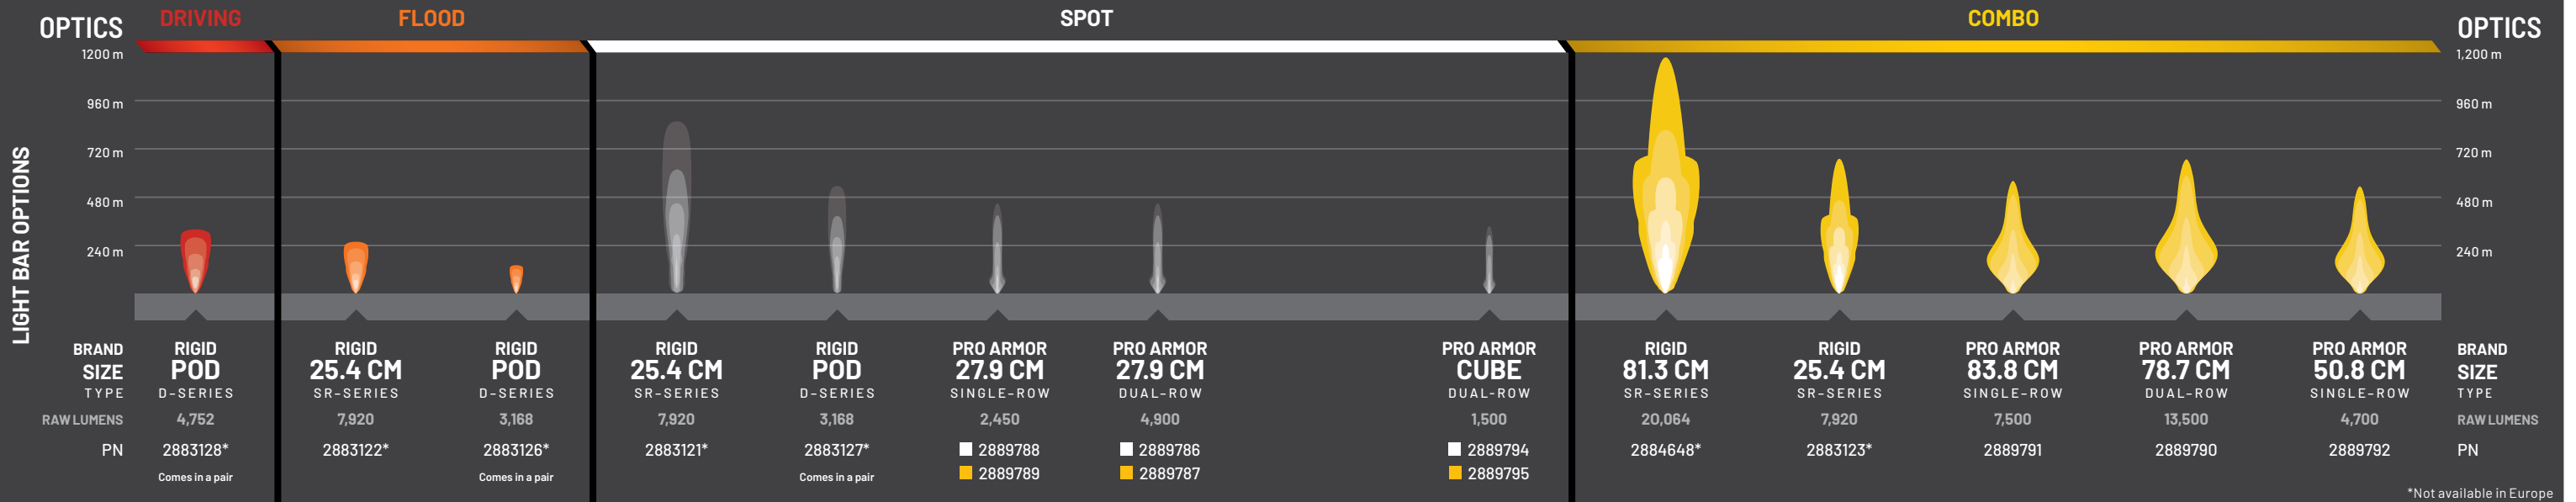 DRIVING
FLOOD
SPOT
COMBO
OPTICS
OPTICS
1200 m
1,200 m
960 m
960 m
720 m
720 m
480 m
480 m
240 m
240 m
LIGHT BAR OPTIONS
BRAND RIGID RIGID RIGID RIGID RIGID PRO ARMOR PRO ARMOR PRO ARMOR RIGID RIGID PRO ARMOR PRO ARMOR PRO ARMOR BRAND
SIZE POD 25.4 CM POD 25.4 CM POD 27.9 CM 27.9 CM CUBE 81.3 CM 25.4 CM 83.8 CM 78.7 CM 50.8 CM SIZE
TYPE D-SERIES SR-SERIES D-SERIES SR-SERIES D-SERIES SINGLE-ROW DUAL-ROW DUAL-ROW SR-SERIES SR-SERIES SINGLE-ROW DUAL-ROW SINGLE-ROW TYPE
RAW LUMENS 4,752 7,920 3,168 7,920 3,168 2,450 4,900 1,500 20,064 7,920 7,500 13,500 4,700 RAW LUMENS
PN 2883128* 2883122* 2883126* 2883121* 2883127* 2889788 2889786 2889794 2884648* 2883123* 2889791 2889790 2889792 PN
Comes in a pair Comes in a pair Comes in a pair 2889789 2889787 2889795
*Not available in Europe